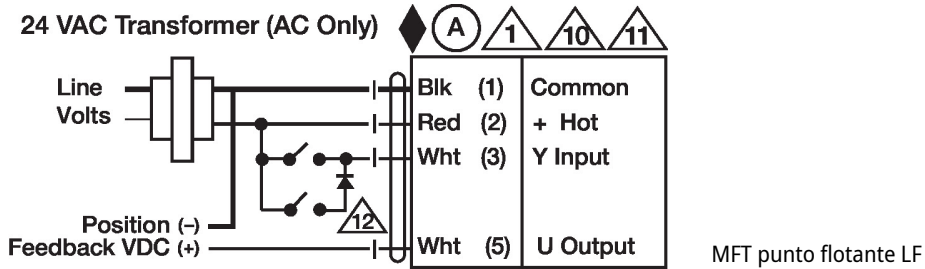 24 VAC Transformer (AC Only) A 1 10 11
Line
Volts
Blk (1) Common
Red (2) + Hot
Wht (3) Y Input
12
Position (–)
Feedback VDC (+)
Wht (5) U Output
MFT punto flotante LF